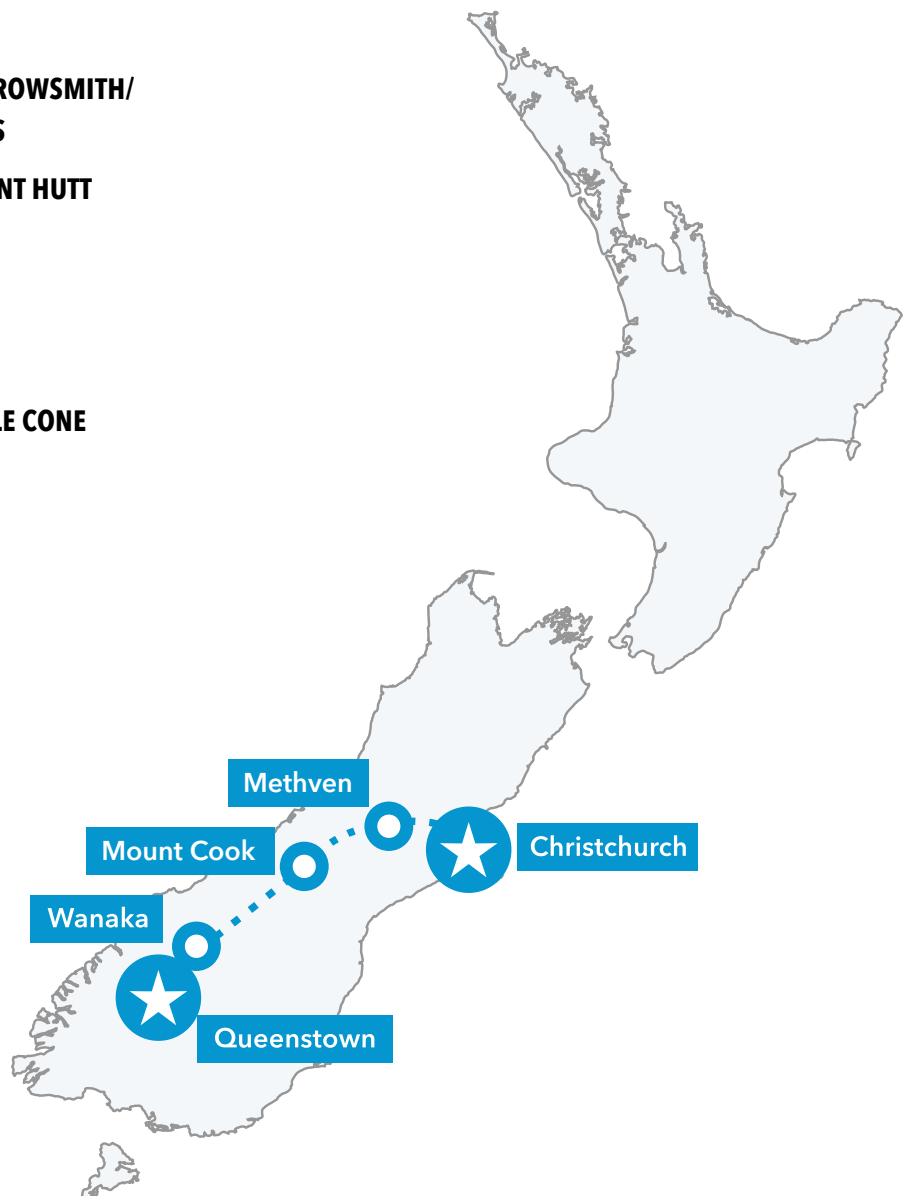 ROWSMITH/
S
NT HUTT
LE CONE
Methven
Mount Cook
Christchurch
Wanaka
Queenstown